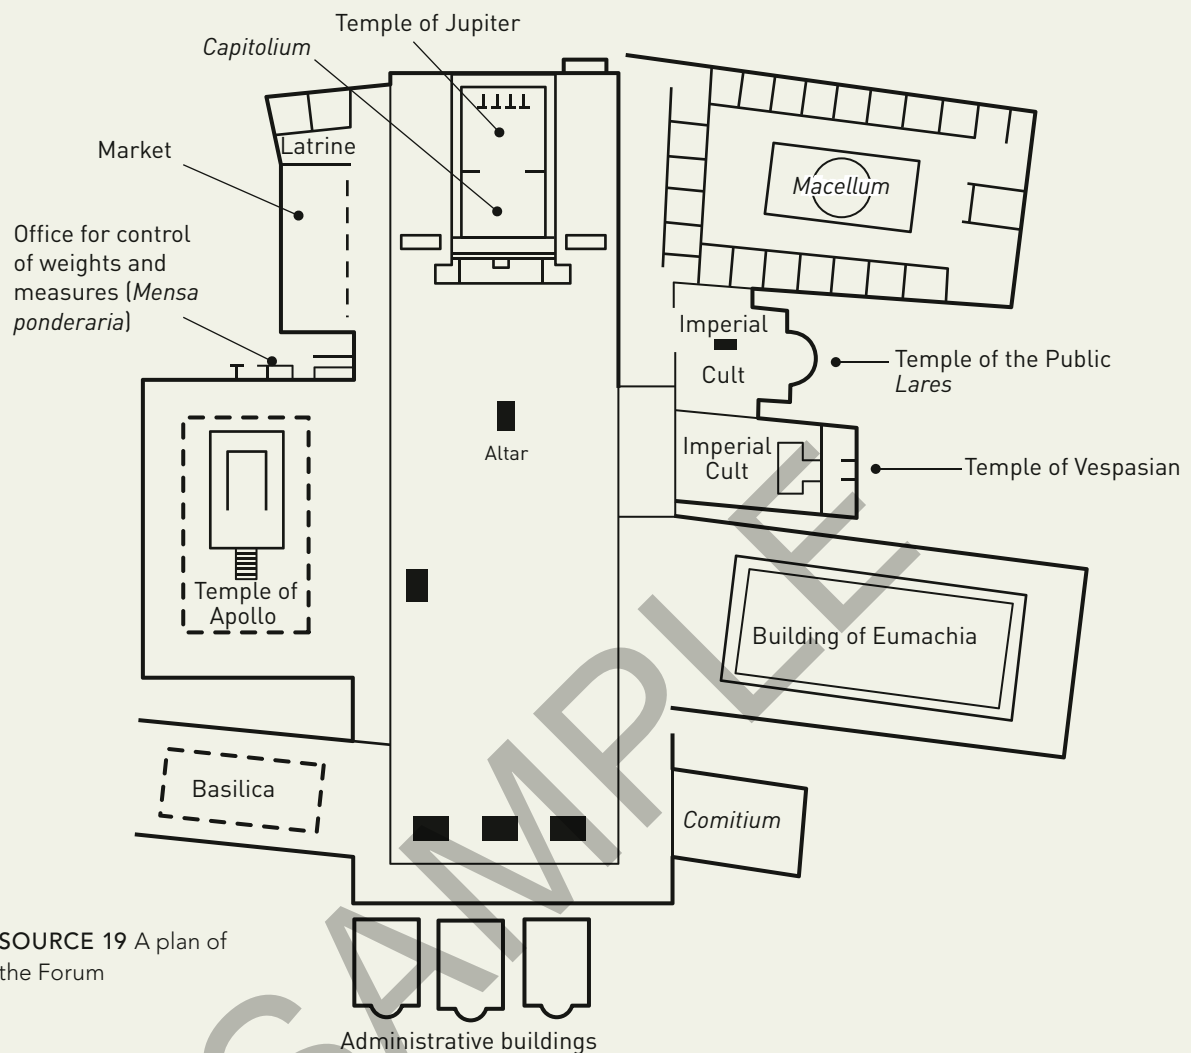 Temple of Jupiter
Capitolium
Market
Latrine
Macellum
Office for control
of weights and
measures (Mensa
ponderaria)
Imperial
Cult
Temple of the Public
Lares
Altar
Imperial
Cult
Temple of Vespasian
Temple of
Apollo
Building of Eumachia
Basilica
Comitium
SOURCE 19 A plan of
the Forum
Administrative buildings
SAMPLE